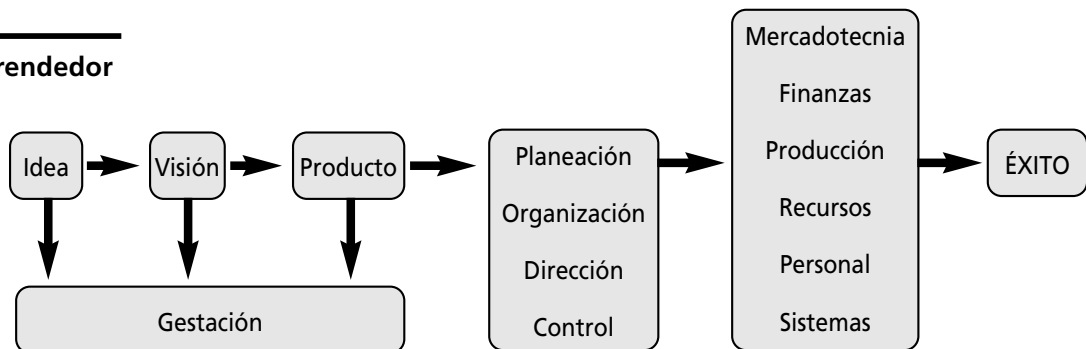 rendedor
Idea
Visión
Producto
Gestación
Planeación
Organización
Dirección
Control
Mercadotecnia
Finanzas
Producción
Recursos
Personal
Sistemas
ÉXITO